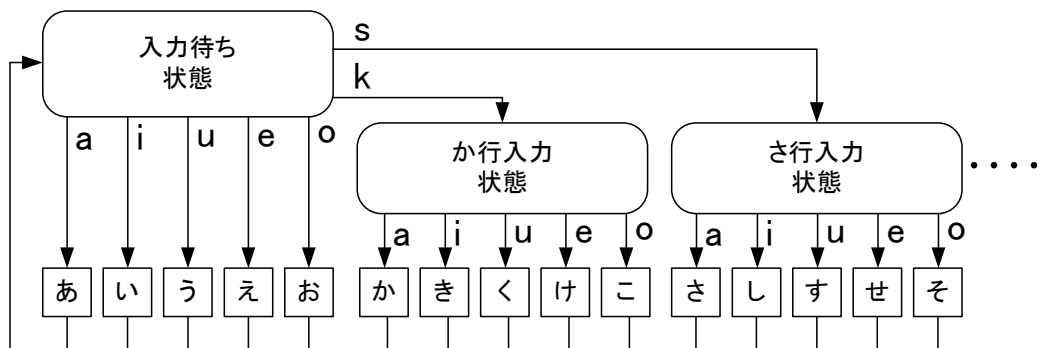 入力待ち
状態
s
k
a i u e o
か行入力
状態
さ行入力
状態
....
a i u e o
a i u e o
あ い う え お か き く け こ さ し す せ そ